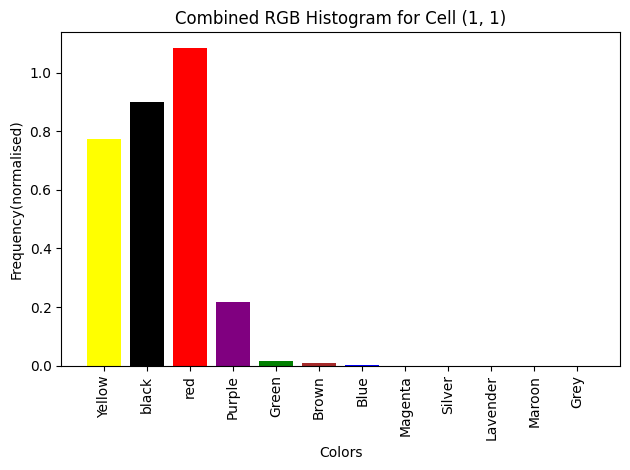 Combined RGB Histogram for Cell (1, 1)
Frequency(normalised)
1.0
0.8
0.6
0.4
0.2
0.0
Yellow
black
red
Purple
Green
Brown
Blue
Magenta
Silver
Lavender
Maroon
Grey
Colors